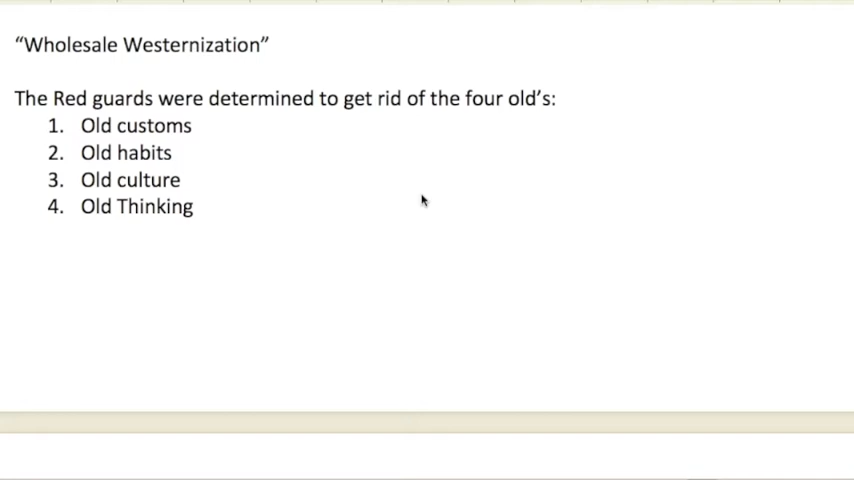 “Wholesale Westernization”
The Red guards were determined to get rid of the four old’s:
1. Old customs
2. Old habits
3. Old culture
4. Old Thinking